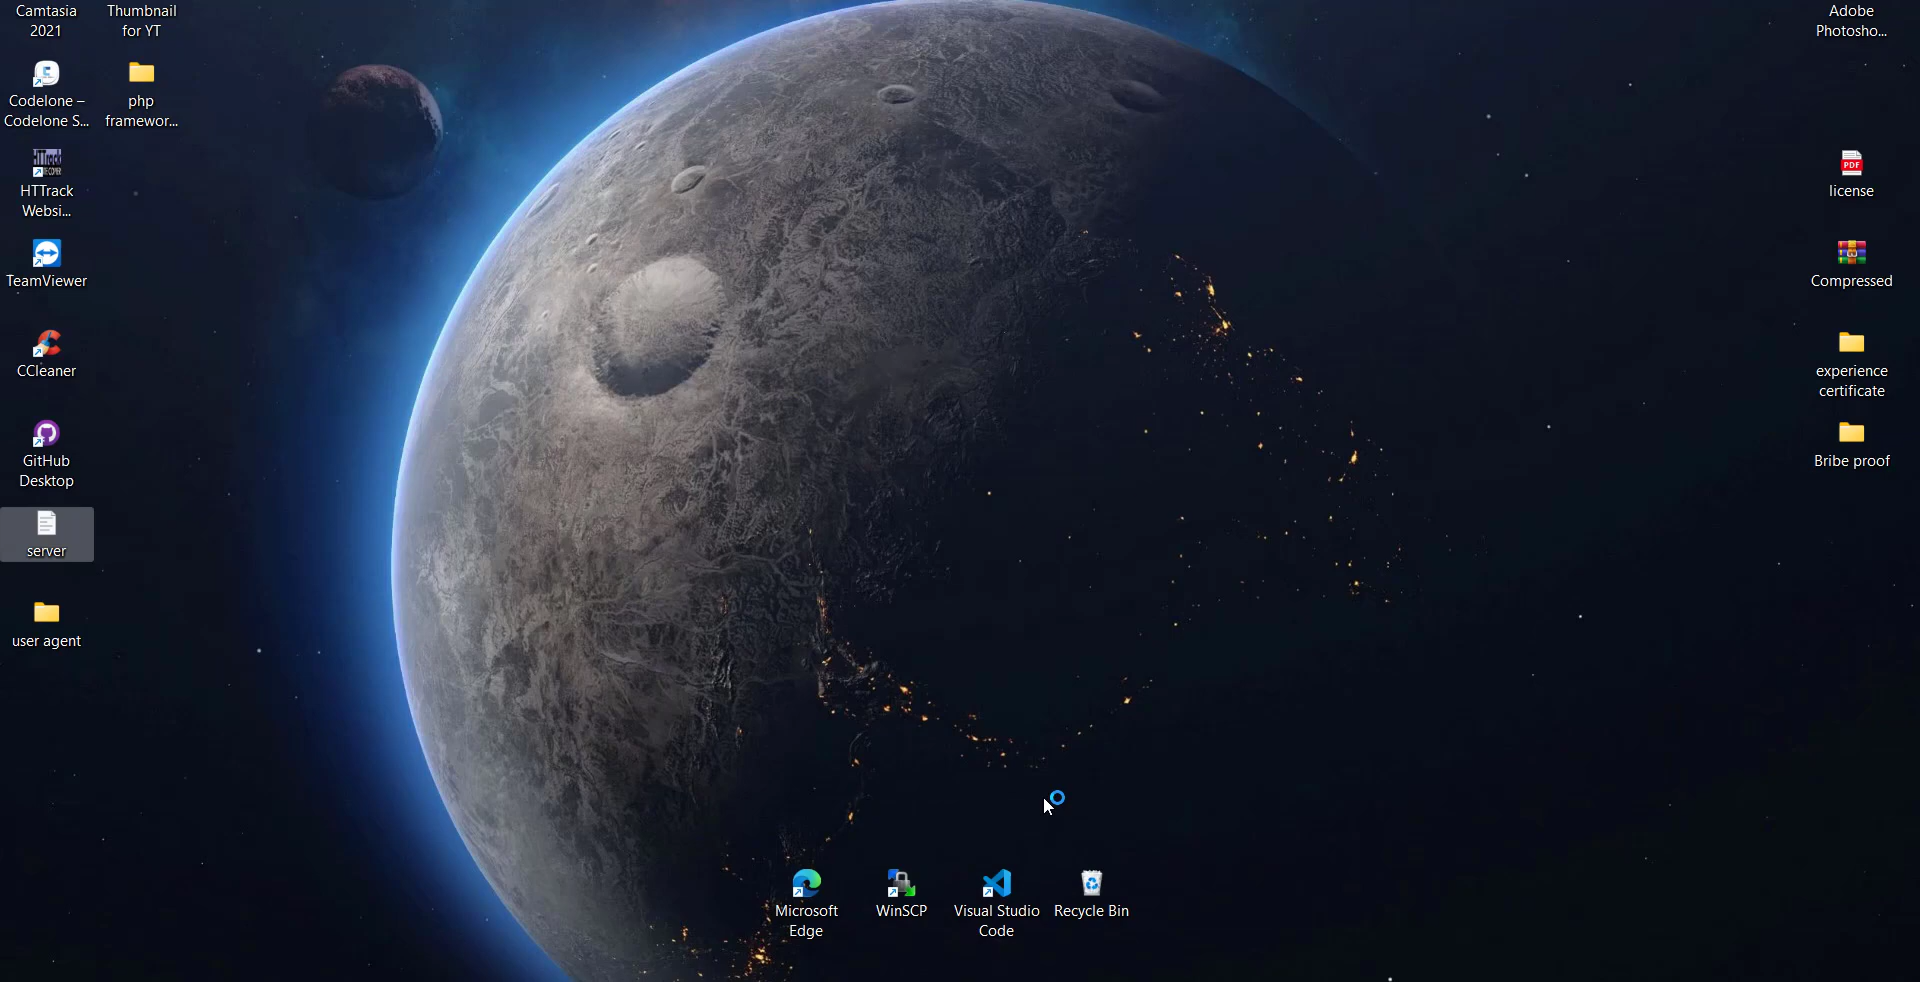 Camtasia
2021
Thumbnail
for YT
Adobe
Photosho...
Codelone –
Codelone S...
php
framewor...
HTTrack
Websi...
license
TeamViewer
Compressed
CCleaner
experience
certificate
GitHub
Desktop
Bribe proof
server
user agent
Microsoft
Edge
WinSCP
Visual Studio
Code
Recycle Bin